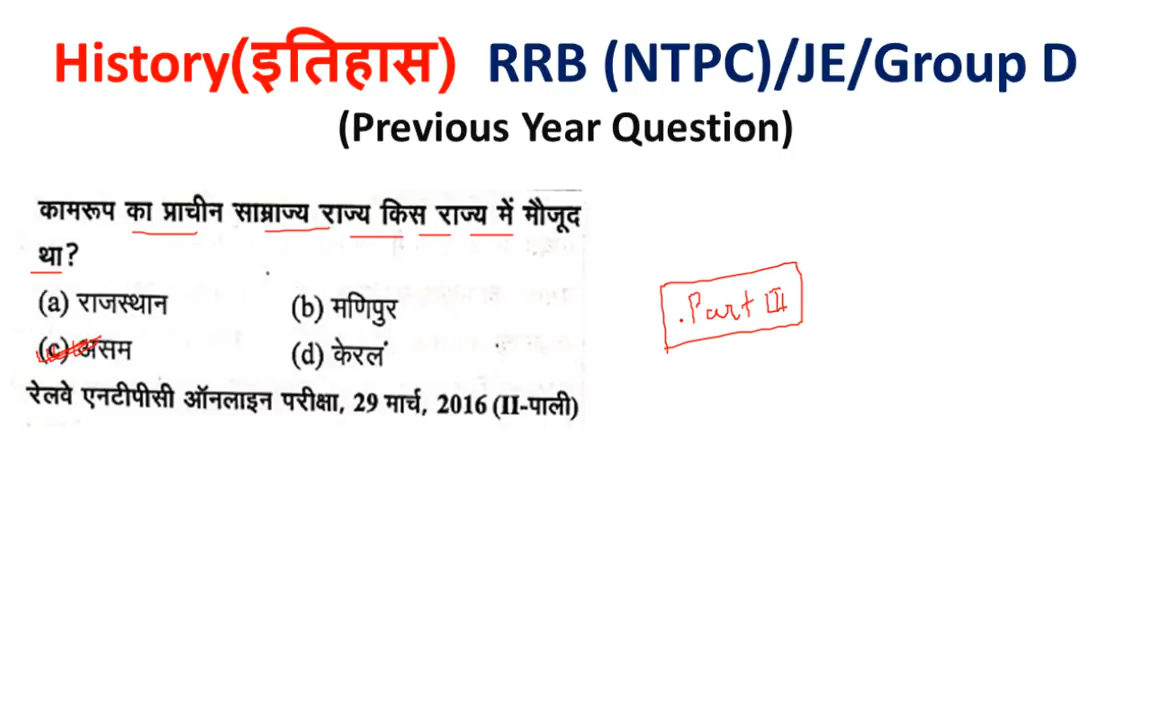 History(इतिहास) RRB (NTPC)/JE/Group D
(Previous Year Question)
कामरूप का प्राचीन साम्राज्य राज्य किस राज्य में मौजूद
था?
(a) राजस्थान (b) मणिपुर
(c) असम (d) केरल
रेलवे एनटीपीसी ऑनलाइन परीक्षा, 29 मार्च, 2016 (II-पाली)
.Part II